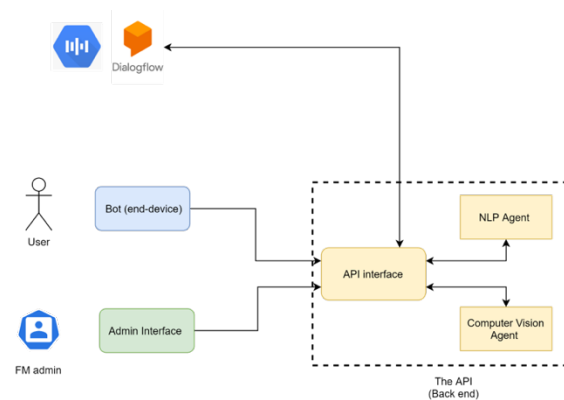 Dialogflow
Bot (end-device)
NLP Agent
User
API interface
Admin Interface
Computer Vision
Agent
FM admin
The API
(Back end)